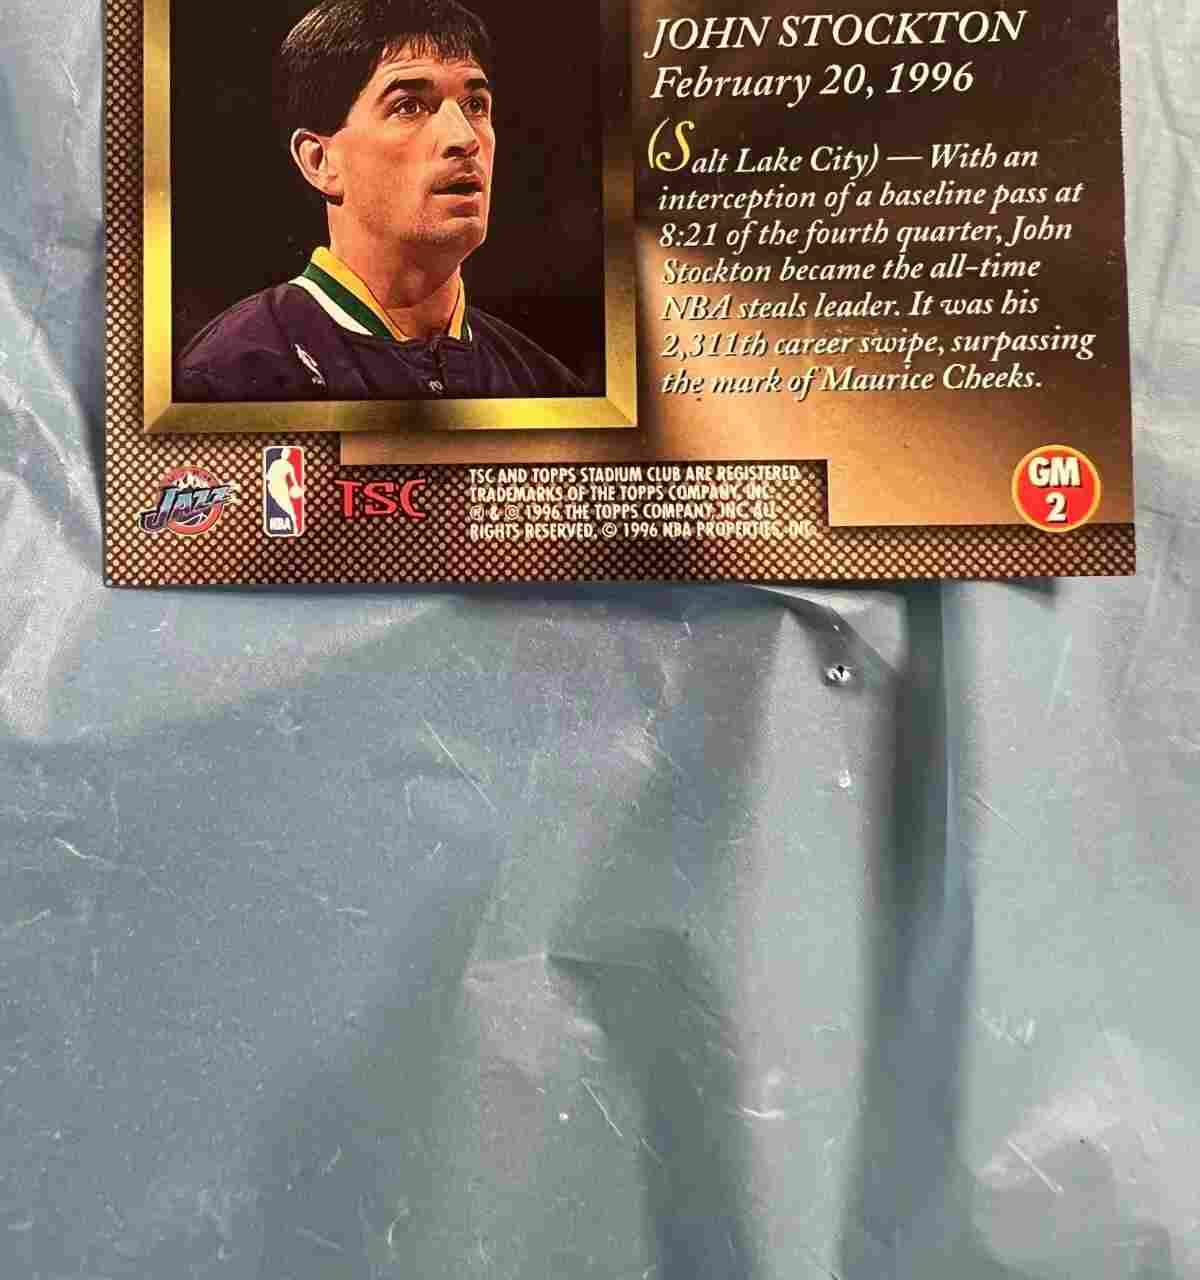 JOHN STOCKTON
February 20, 1996
(Salt Lake City) — With an
interception of a baseline pass at
8:21 of the fourth quarter, John
Stockton became the all-time
NBA steals leader. It was his
2,311th career swipe, surpassing
the mark of Maurice Cheeks.
JAZZ
NBA
TSC
TSC AND TOPPS STADIUM CLUB ARE REGISTERED
TRADEMARKS OF THE TOPPS COMPANY, INC.
® & © 1996 THE TOPPS COMPANY, INC. ALL
RIGHTS RESERVED. © 1996 NBA PROPERTIES, INC.
GM
2